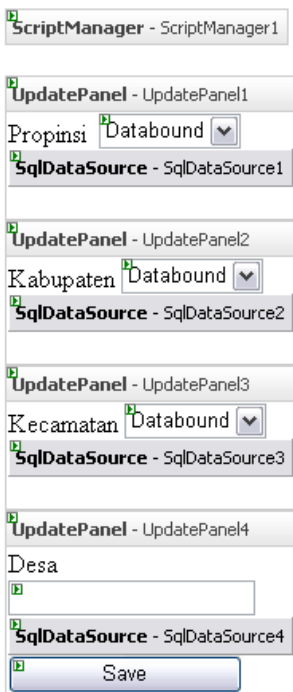 ScriptManager - ScriptManager1
UpdatePanel - UpdatePanel1
Propinsi Databound
SqlDataSource - SqlDataSource1
UpdatePanel - UpdatePanel2
Kabupaten Databound
SqlDataSource - SqlDataSource2
UpdatePanel - UpdatePanel3
Kecamatan Databound
SqlDataSource - SqlDataSource3
UpdatePanel - UpdatePanel4
Desa
SqlDataSource - SqlDataSource4
Save